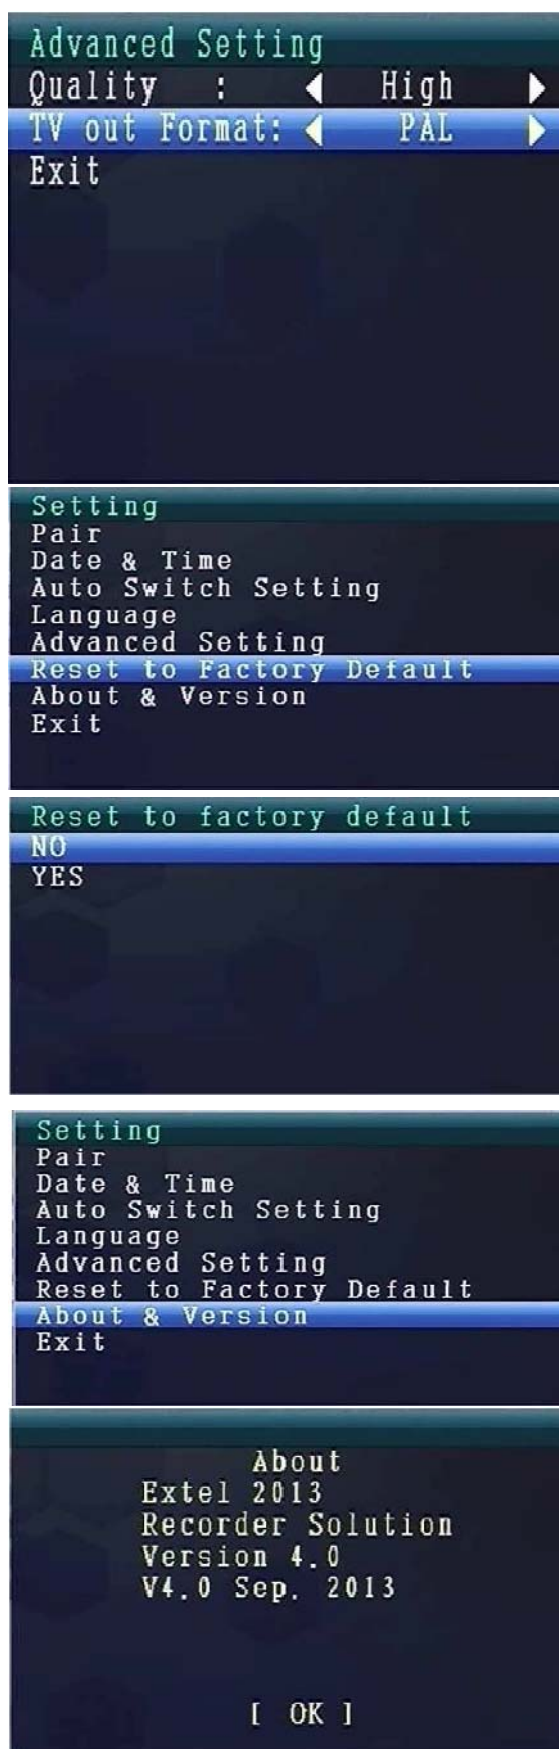 Advanced Setting
Quality : ◀ High ▶
TV out Format: ◀ PAL ▶
Exit
Setting
Pair
Date & Time
Auto Switch Setting
Language
Advanced Setting
Reset to Factory Default
About & Version
Exit
Reset to factory default
NO
YES
Setting
Pair
Date & Time
Auto Switch Setting
Language
Advanced Setting
Reset to Factory Default
About & Version
Exit
About
Extel 2013
Recorder Solution
Version 4.0
V4.0 Sep. 2013
[ OK ]